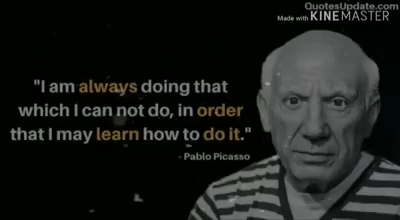 QuotesUpdate.com
Made with KINEMASTER
"I am always doing that
which I can not do, in order
that I may learn how to do it."
- Pablo Picasso